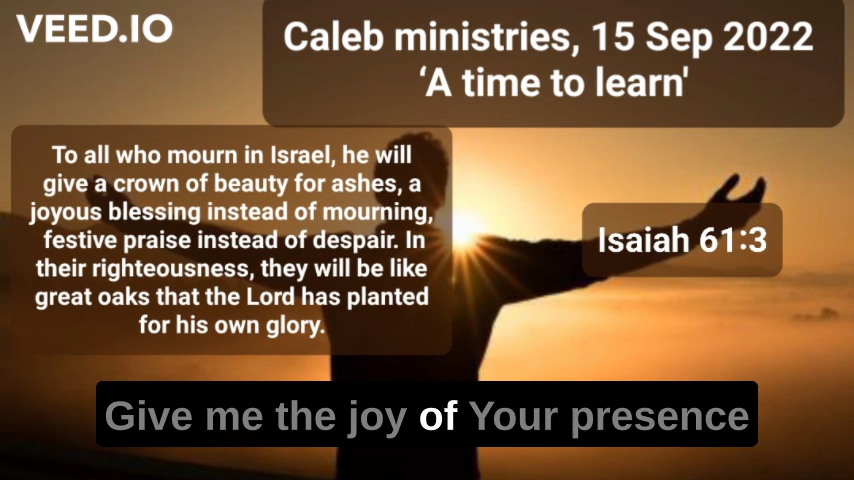 VEED.IO
Caleb ministries, 15 Sep 2022
‘A time to learn'
To all who mourn in Israel, he will
give a crown of beauty for ashes, a
joyous blessing instead of mourning,
festive praise instead of despair. In
their righteousness, they will be like
great oaks that the Lord has planted
for his own glory.
Isaiah 61:3
Give me the joy of Your presence